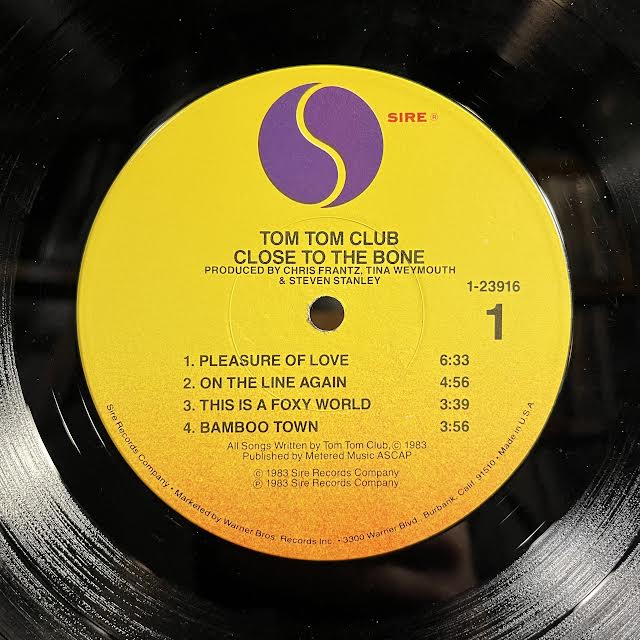 SIRE ®
TOM TOM CLUB
CLOSE TO THE BONE
PRODUCED BY CHRIS FRANTZ, TINA WEYMOUTH
& STEVEN STANLEY
1-23916
1
1. PLEASURE OF LOVE 6:33
2. ON THE LINE AGAIN 4:56
3. THIS IS A FOXY WORLD 3:39
4. BAMBOO TOWN 3:56
All Songs Written by Tom Tom Club, © 1983
Published by Metered Music ASCAP
© 1983 Sire Records Company
℗ 1983 Sire Records Company
Sire Records Company • Marketed by Warner Bros. Records Inc. • 3300 Warner Blvd., Burbank, Calif. 91510 • Made in U.S.A.